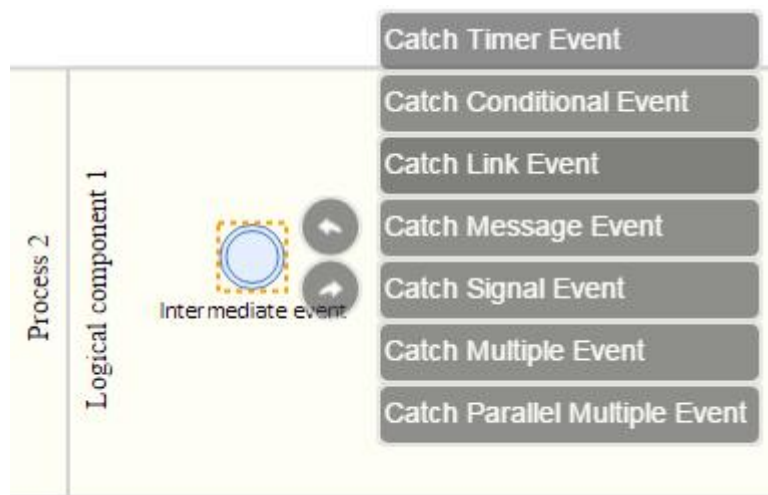 Process 2
Logical component 1
Intermediate event
Catch Timer Event
Catch Conditional Event
Catch Link Event
Catch Message Event
Catch Signal Event
Catch Multiple Event
Catch Parallel Multiple Event